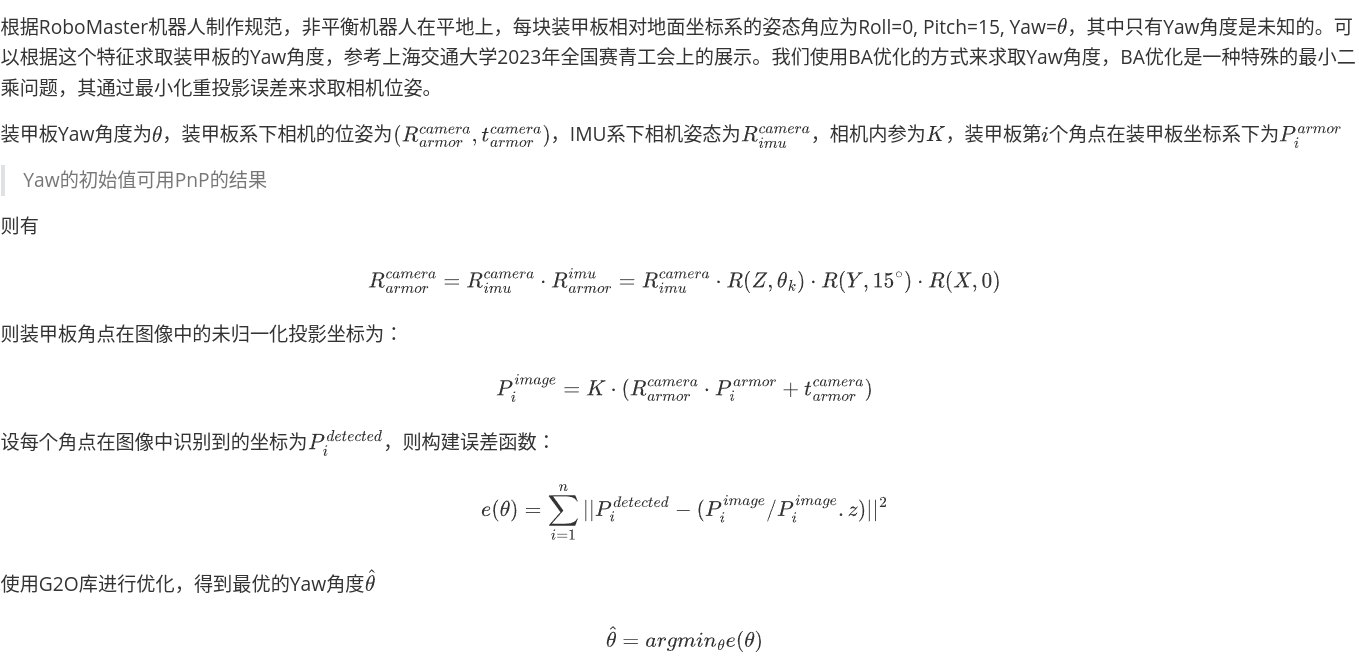 根据RoboMaster机器人制作规范，非平衡机器人在平地上，每块装甲板相对地面坐标系的姿态角应为Roll=0, Pitch=15, Yaw=θ，其中只有Yaw角度是未知的。可
以根据这个特征求取装甲板的Yaw角度，参考上海交通大学2023年全国赛青工会上的展示。我们使用BA优化的方式来求取Yaw角度，BA优化是一种特殊的最小二
乘问题，其通过最小化重投影误差来求取相机位姿。
装甲板Yaw角度为θ，装甲板系下相机的位姿为$(R_{armor}^{camera}, t_{armor}^{camera})$，IMU系下相机姿态为$R_{imu}^{camera}$，相机内参为$K$，装甲板第$i$个角点在装甲板坐标系下为$P_i^{armor}$
Yaw的初始值可用PnP的结果
则有
$R_{armor}^{camera} = R_{imu}^{camera} \cdot R_{armor}^{imu} = R_{imu}^{camera} \cdot R(Z, \theta_k) \cdot R(Y, 15^\circ) \cdot R(X, 0)$
则装甲板角点在图像中的未归一化投影坐标为：
$P_i^{image} = K \cdot (R_{armor}^{camera} \cdot P_i^{armor} + t_{armor}^{camera})$
设每个角点在图像中识别到的坐标为$P_i^{detected}$，则构建误差函数：
$e(\theta) = \sum_{i=1}^{n} ||P_i^{detected} - (P_i^{image}/P_i^{image}.z)||^2$
使用G2O库进行优化，得到最优的Yaw角度$\hat{\theta}$
$\hat{\theta} = argmin_\theta e(\theta)$